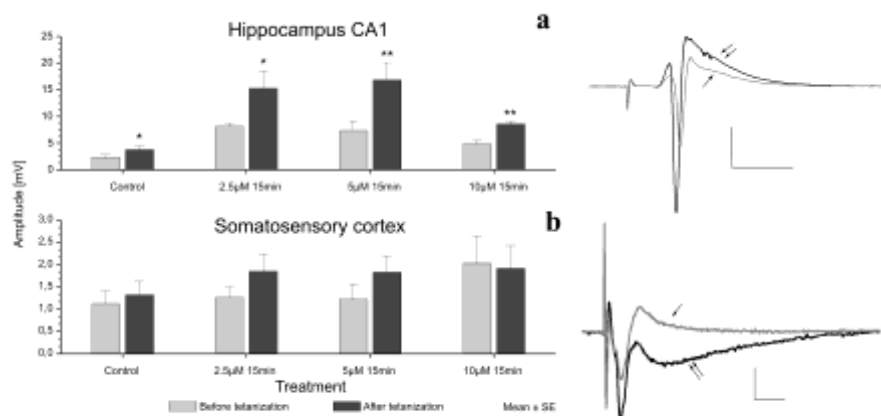 Hippocampus CA1
a
25
20
15
10
5
0
*
*
**
**
Control
2.5µM 15min
5µM 15min
10µM 15min
Amplitude [mV]
Somatosensory cortex
b
3,0
2,5
2,0
1,5
1,0
0,5
0,0
Control
2.5µM 15min
5µM 15min
10µM 15min
Treatment
Before tetanization
After tetanization
Mean ± SE